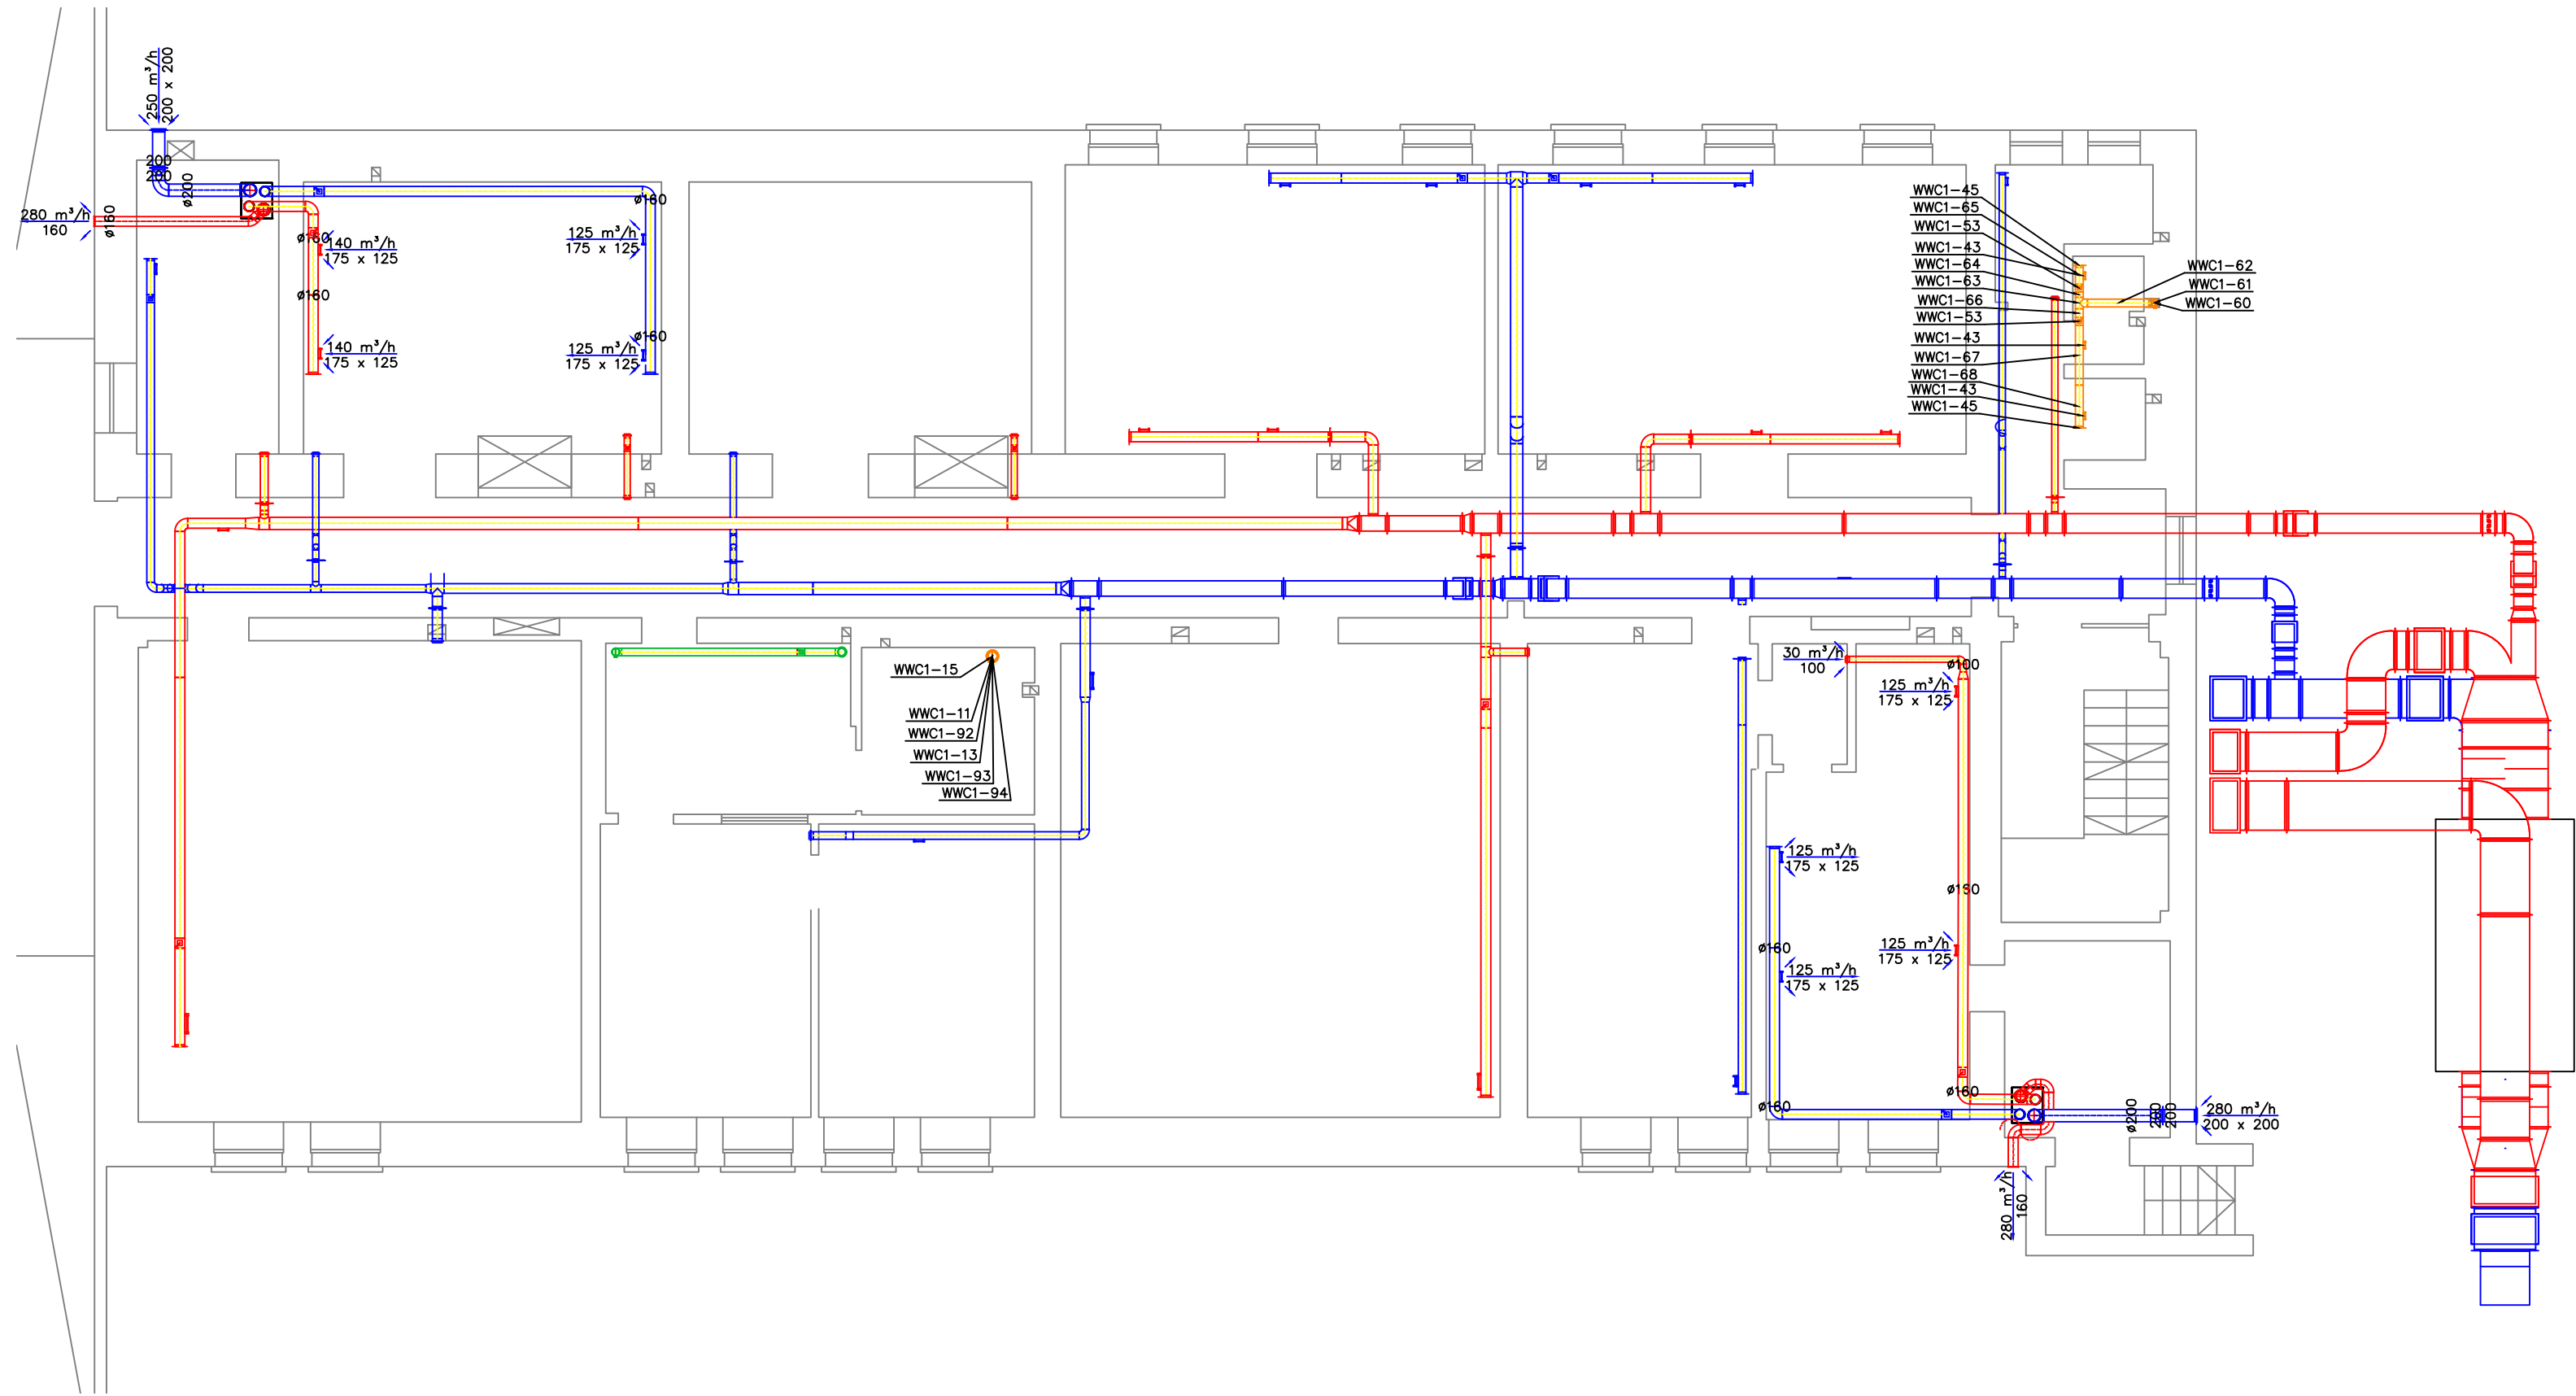 250 m³/h
200 x 200
200
200
ø200
280 m³/h
160
ø160
ø160
140 m³/h
175 x 125
ø160
140 m³/h
175 x 125
ø160
125 m³/h
175 x 125
ø160
125 m³/h
175 x 125
WWC1-45
WWC1-65
WWC1-53
WWC1-43
WWC1-64
WWC1-63
WWC1-66
WWC1-53
WWC1-43
WWC1-67
WWC1-68
WWC1-43
WWC1-45
WWC1-62
WWC1-61
WWC1-60
WWC1-15
WWC1-11
WWC1-92
WWC1-13
WWC1-93
WWC1-94
30 m³/h
100
ø100
125 m³/h
175 x 125
125 m³/h
175 x 125
ø160
ø160
125 m³/h
175 x 125
125 m³/h
175 x 125
ø160
ø160
ø200
200
200
280 m³/h
200 x 200
280 m³/h
160